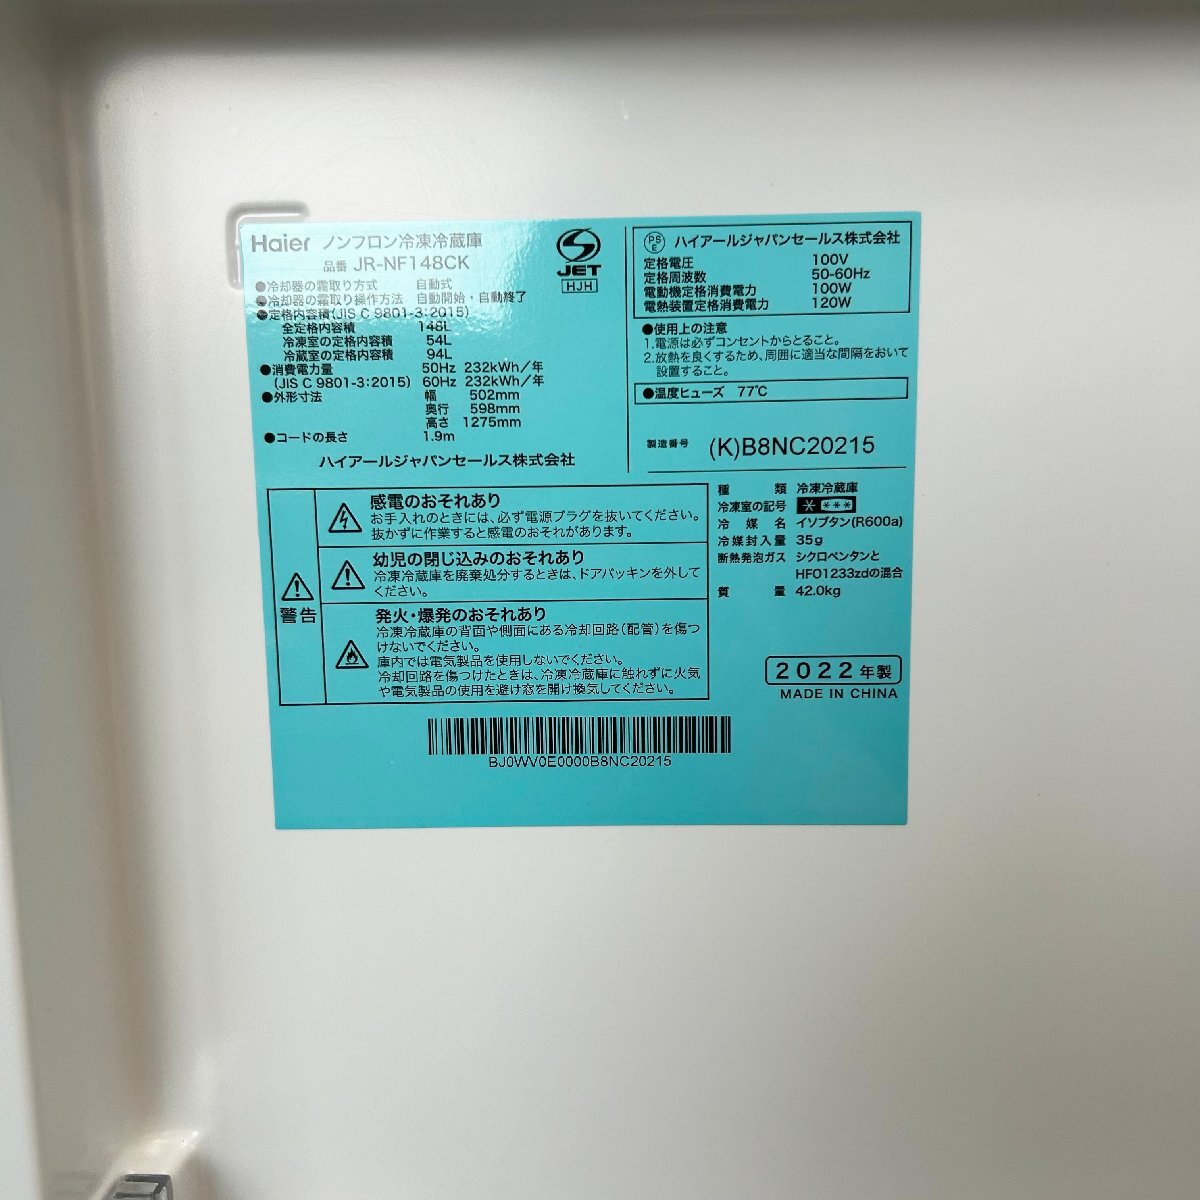 Haier ノンフロン冷凍冷蔵庫
品番 JR-NF148CK
●冷却器の霜取り方式 自動式
●冷却器の霜取り操作方法 自動開始・自動終了
●定格内容積(JIS C 9801-3:2015)
全定格内容積 148L
冷凍室の定格内容積 54L
冷蔵室の定格内容積 94L
●消費電力量 50Hz 232kWh/年
(JIS C 9801-3:2015) 60Hz 232kWh/年
●外形寸法 幅 502mm
奥行 598mm
高さ 1275mm
●コードの長さ 1.9m
ハイアールジャパンセールス株式会社
S
JET
HJH
PS
E ハイアールジャパンセールス株式会社
定格電圧 100V
定格周波数 50-60Hz
電動機定格消費電力 100W
電熱装置定格消費電力 120W
●使用上の注意
1.電源は必ずコンセントからとること。
2.放熱を良くするため、周囲に適当な間隔をおいて
設置すること。
●温度ヒューズ 77℃
製造番号 (K)B8NC20215
警告
感電のおそれあり
お手入れのときには、必ず電源プラグを抜いてください。
抜かずに作業すると感電のおそれがあります。
幼児の閉じ込みのおそれあり
冷凍冷蔵庫を廃棄処分するときは、ドアパッキンを外して
ください。
発火・爆発のおそれあり
冷凍冷蔵庫の背面や側面にある冷却回路(配管)を傷つ
けないでください。
庫内では電気製品を使用しないでください。
冷却回路を傷つけたときは、冷凍冷蔵庫に触れずに火気
や電気製品の使用を避け窓を開け換気してください。
種類 冷凍冷蔵庫
冷凍室の記号 * ***
冷媒名 イソブタン(R600a)
冷媒封入量 35g
断熱発泡ガス シクロペンタンと
HFO1233zdの混合
質量 42.0kg
2022年製
MADE IN CHINA
BJ0WV0E0000B8NC20215